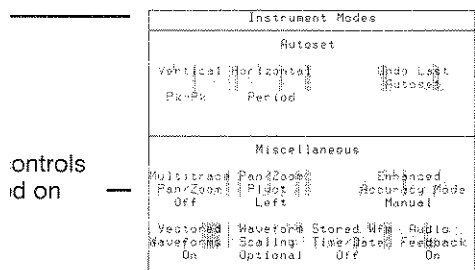 Instrument Modes
Autoset
Vertical Horizontal Undo Last
Autoset
Pk-Pk Period
Miscellaneous
ontrols
d on
Multitrace Pan/Zoom Enhanced
Pan/Zoom Pivot Accuracy Mode
Off Left Manual
Vectored Waveform Stored Wfm Audio
Waveforms Scaling Time/Date Feedback
On Optional Off On